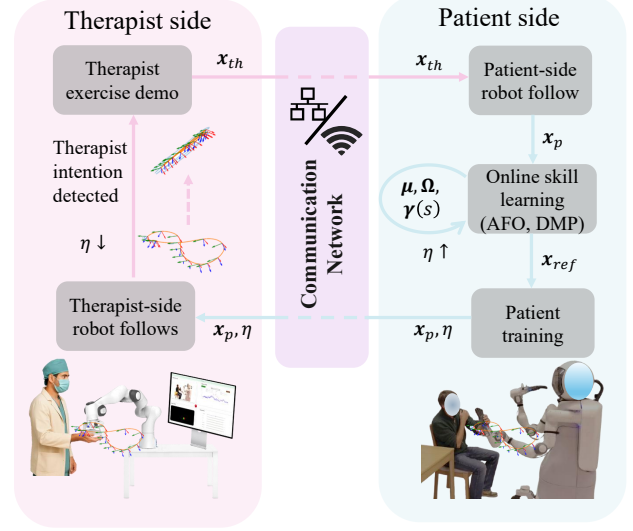 Therapist side
Patient side
Therapist
exercise demo
x_th
x_th
Patient-side
robot follow
Therapist
intention
detected
x_p
Communication
Network
μ, Ω,
γ(s)
Online skill
learning
(AFO, DMP)
η ↓
η ↑
x_ref
Therapist-side
robot follows
x_p, η
x_p, η
Patient
training